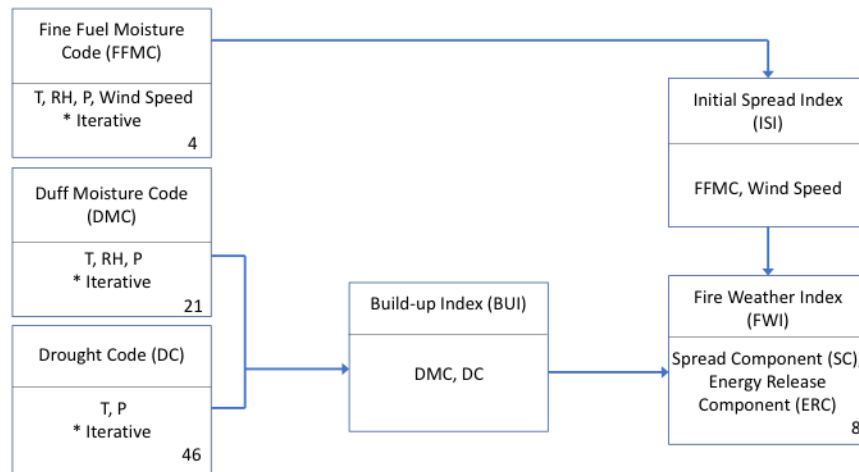 Fine Fuel Moisture
Code (FFMC)
T, RH, P, Wind Speed
* Iterative
4
Duff Moisture Code
(DMC)
T, RH, P
* Iterative
21
Drought Code (DC)
T, P
* Iterative
46
Build-up Index (BUI)
DMC, DC
Initial Spread Index
(ISI)
FFMC, Wind Speed
Fire Weather Index
(FWI)
Spread Component (SC),
Energy Release
Component (ERC)
8